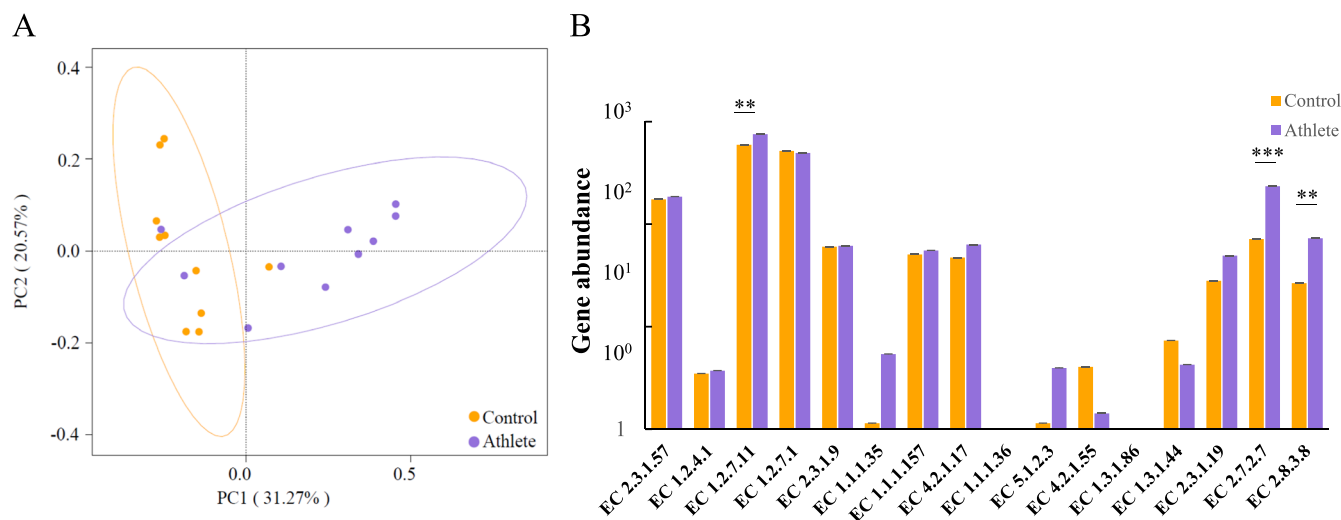 A
0.4
0.2
0.0
-0.2
-0.4
PC2 ( 20.57% )
0.0
0.5
PC1 ( 31.27% )
Control
Athlete
B
Control
Athlete
10³
10²
10¹
10⁰
1
Gene abundance
**
***
**
EC 2.3.1.57
EC 1.2.4.1
EC 1.2.7.11
EC 1.2.7.1
EC 2.3.1.9
EC 1.1.1.35
EC 1.1.1.157
EC 4.2.1.17
EC 1.1.1.36
EC 5.1.2.3
EC 4.2.1.55
EC 1.3.1.86
EC 1.3.1.44
EC 2.3.1.19
EC 2.7.2.7
EC 2.8.3.8